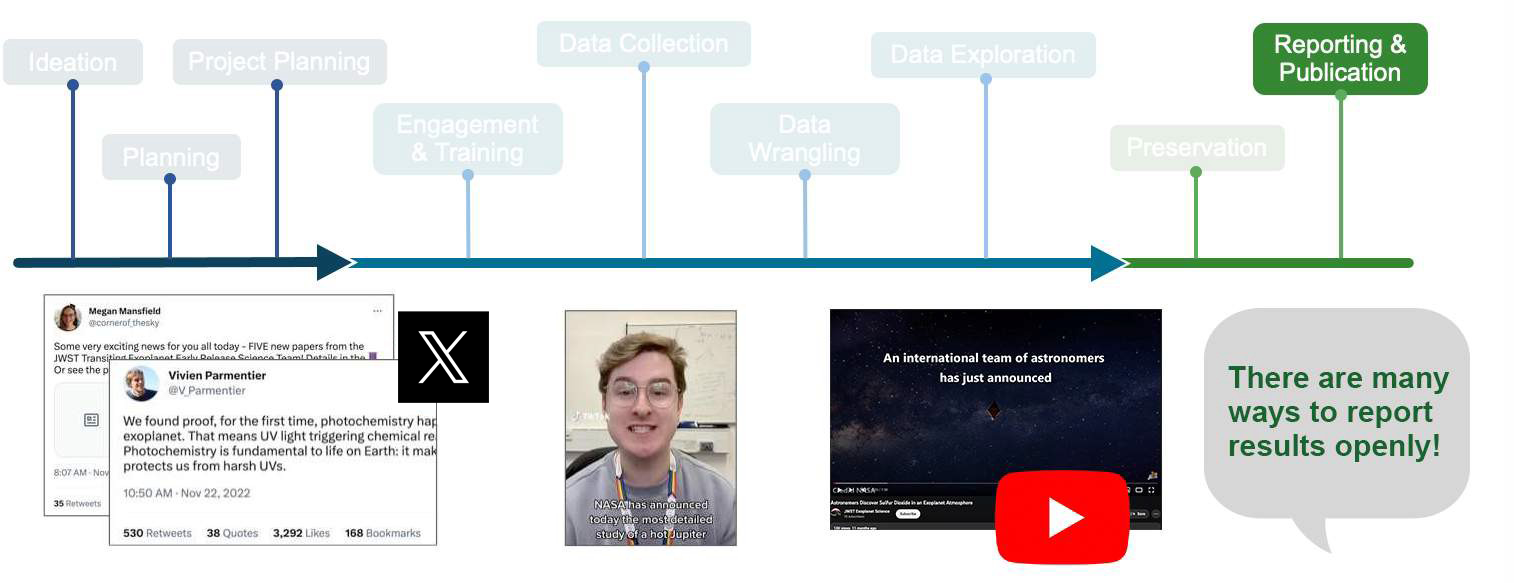 Ideation
Project Planning
Data Collection
Data Exploration
Reporting &
Publication
Planning
Engagement
& Training
Data
Wrangling
Preservation
Megan Mansfield
@cornerof_thesky
Some very exciting news for you all today - FIVE new papers from the
JWST Transiting Exoplanet Early Release Science Team! Details in the
Or see the p
8:07 AM · Nov
35 Retweets
Vivien Parmentier
@V_Parmentier
We found proof, for the first time, photochemistry hap
exoplanet. That means UV light triggering chemical rea
Photochemistry is fundamental to life on Earth: it mak
protects us from harsh UVs.
10:50 AM · Nov 22, 2022
530 Retweets 38 Quotes 3,292 Likes 168 Bookmarks
NASA has announced
today the most detailed
study of a hot Jupiter
An international team of astronomers
has just announced
Credit: NASA
Astronomers Discover Sulfur Dioxide in an Exoplanet Atmosphere
JWST Exoplanet Science
Subscribe
There are many
ways to report
results openly!